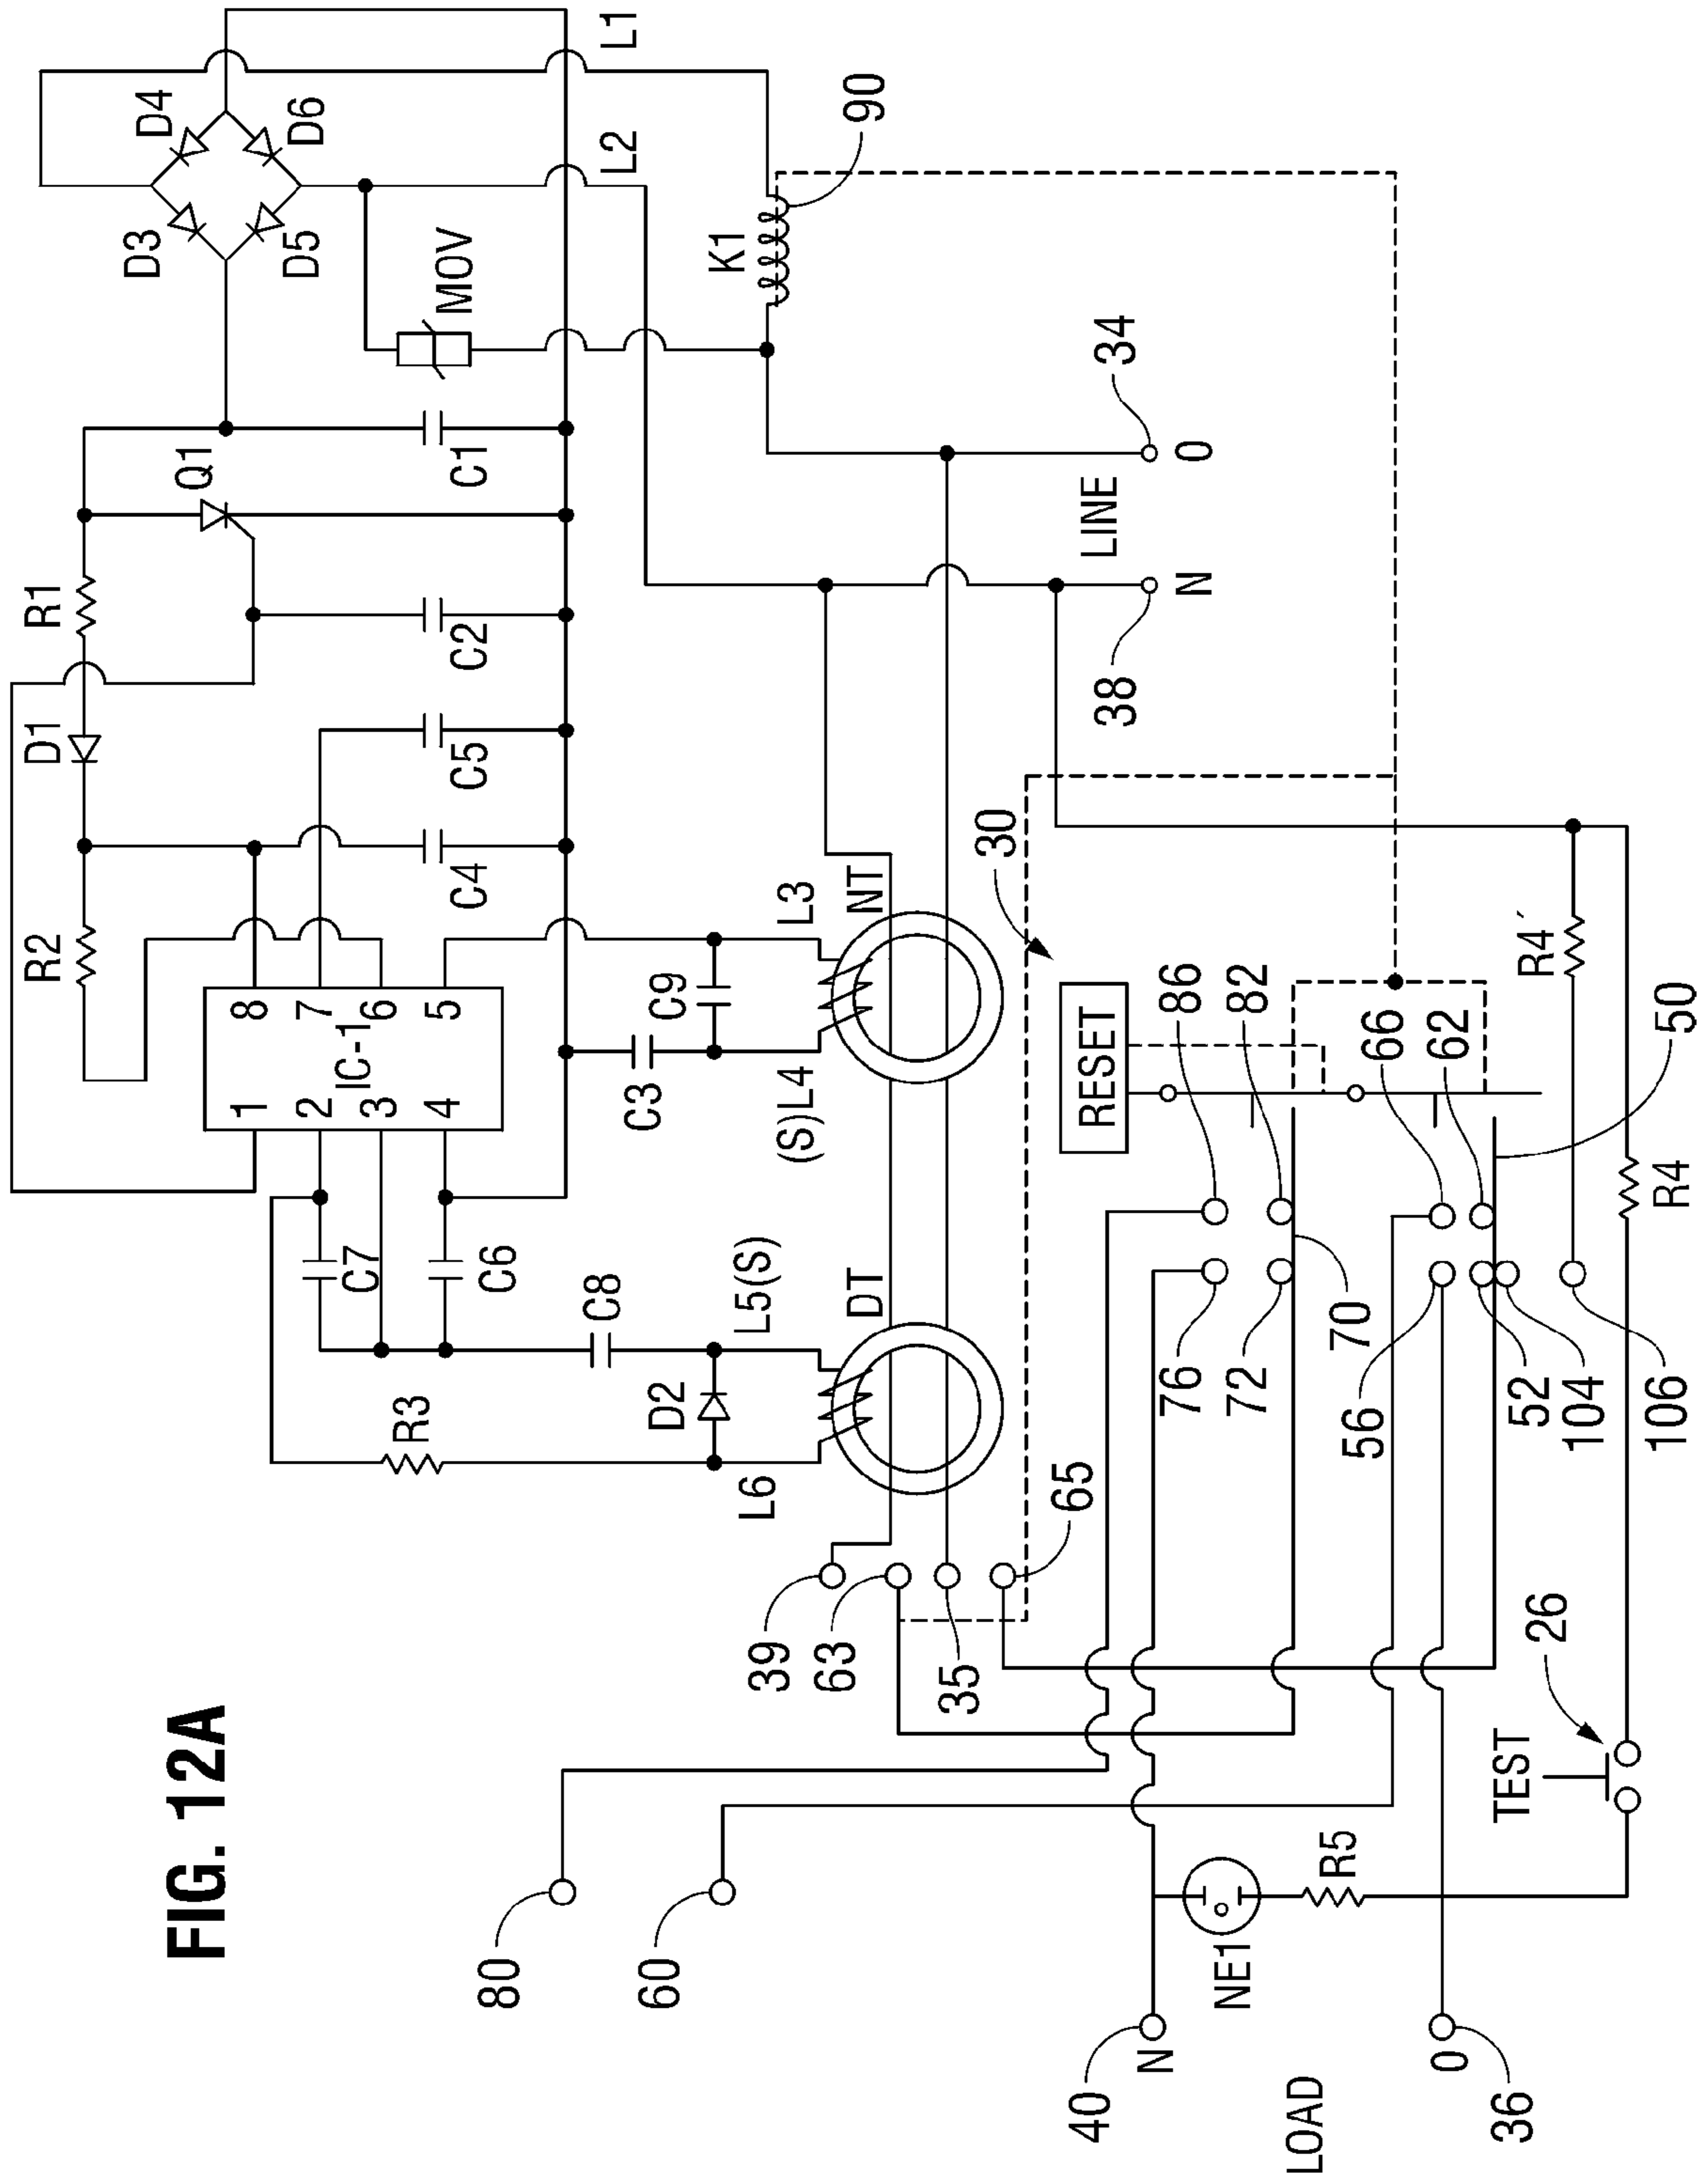 FIG. 12A
L1
L2
D4
D6
D3
D5
MOV
K1
90
Q1
C1
R1
C2
D1
C5
C4
R2
8
7
6
5
IC-1
1
2
3
4
C7
C6
C8
R3
D2
L5(S)
L6
DT
C9
C3
L3
(S)L4
NT
LINE
34
O
38
N
30
RESET
86
82
66
62
50
R4´
R4
76
72
70
56
52
104
106
39
63
35
65
26
TEST
80
60
40
N
NE1
R5
LOAD
O
36